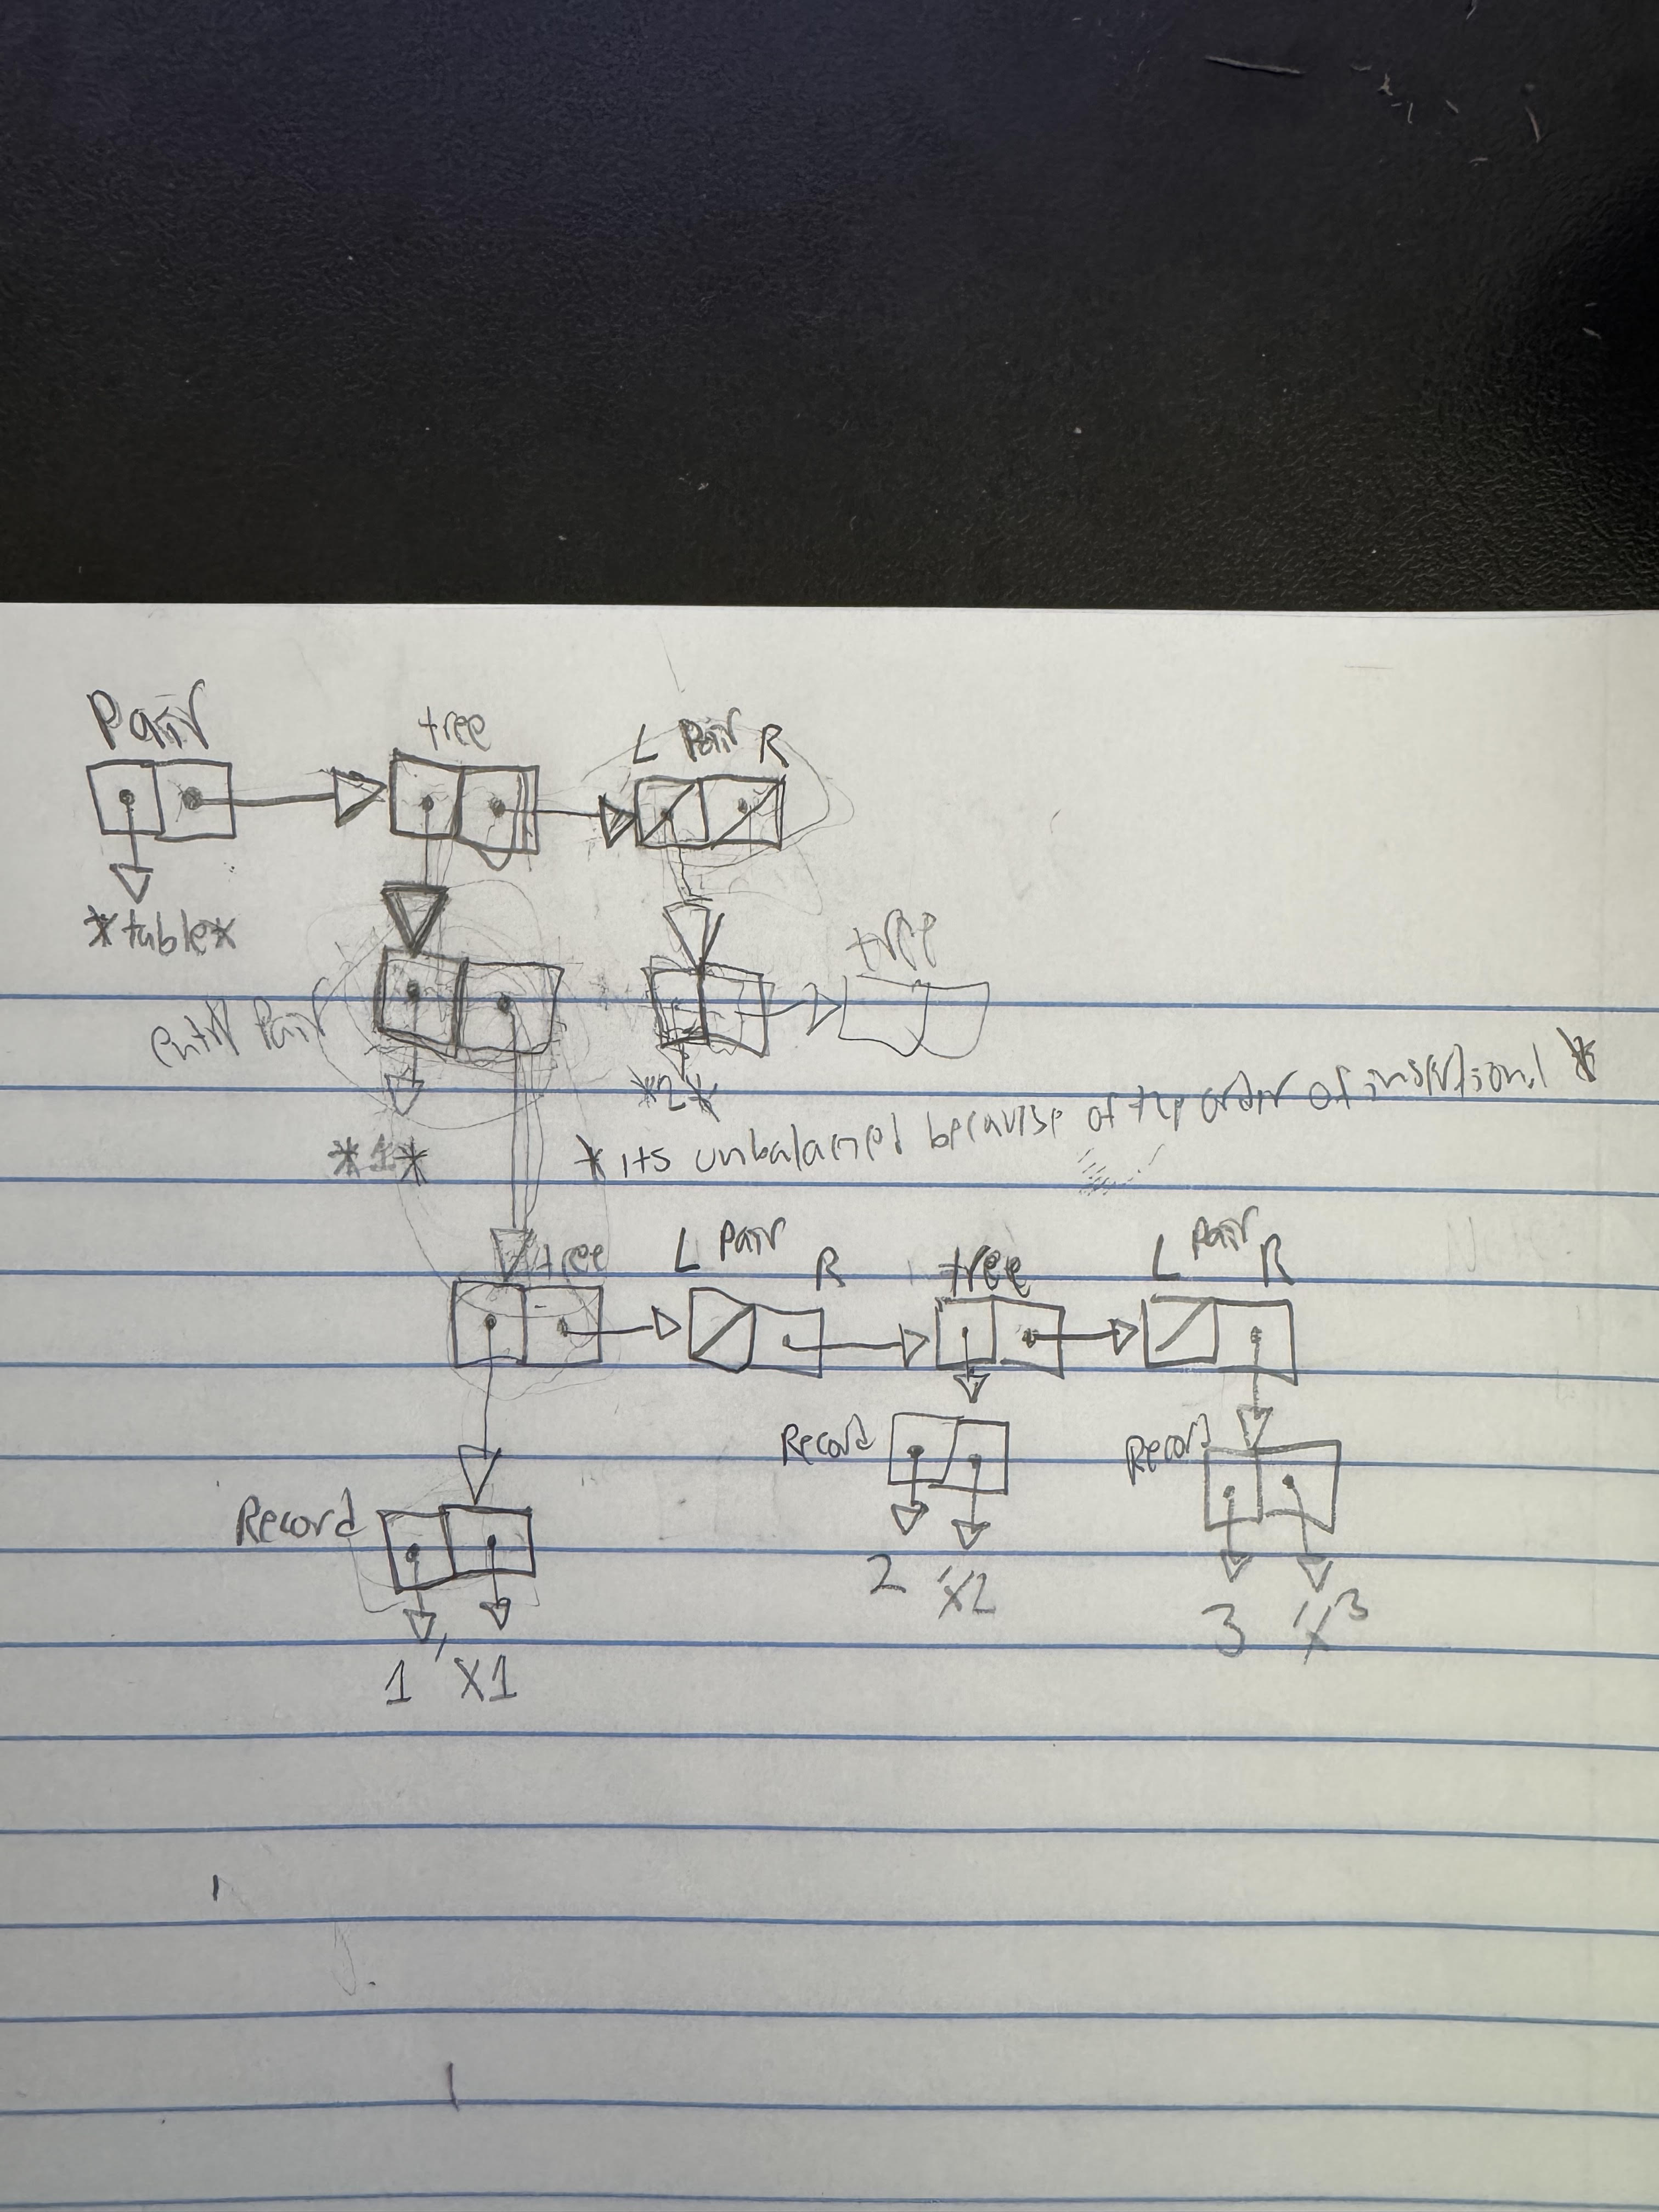 Pair
tree
L Pair R
*table*
tree
entry Pair
*2*
*its unbalanced because of the order of insertion! *
*1*
tree
L Pair R
tree
L Pair R
Record
Record
Record
2 'x2
3 'x3
1 'x1